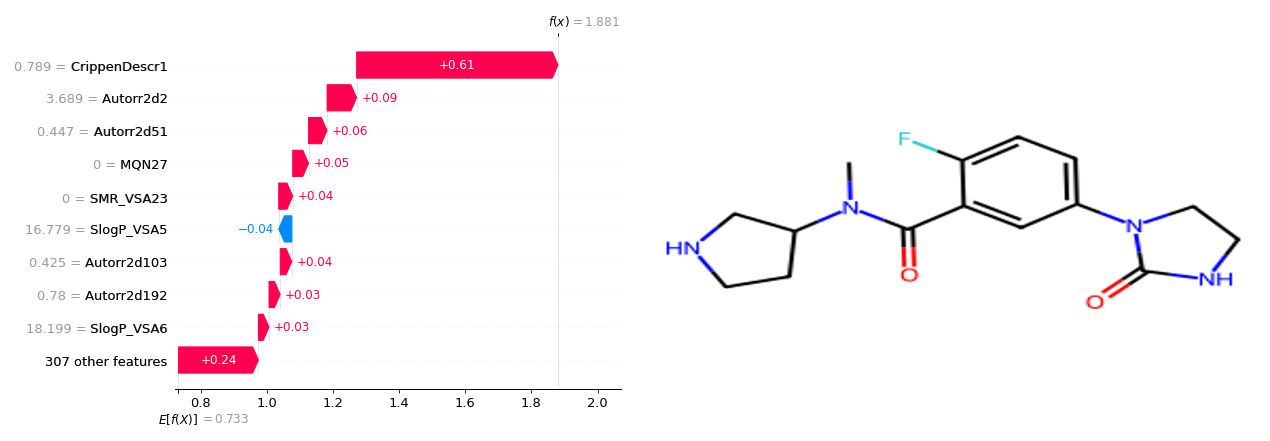 f(x) = 1.881
0.789 = CrippenDescr1
+0.61
3.689 = Autorr2d2
+0.09
0.447 = Autorr2d51
+0.06
0 = MQN27
+0.05
0 = SMR_VSA23
+0.04
16.779 = SlogP_VSA5
−0.04
0.425 = Autorr2d103
+0.04
0.78 = Autorr2d192
+0.03
18.199 = SlogP_VSA6
+0.03
307 other features
+0.24
0.8 1.0 1.2 1.4 1.6 1.8 2.0
E[f(X)] = 0.733
F
N
HN
O
N
O
NH